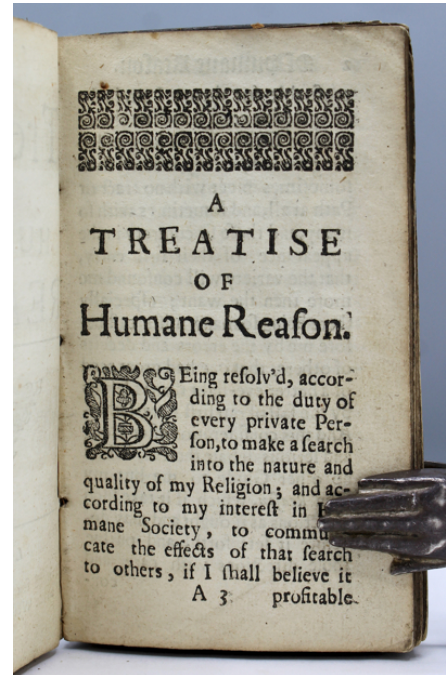 A
TREATISE
OF
Humane Reaſon.
BEing reſolv'd, accor-
ding to the duty of
every private Per-
ſon, to make a ſearch
into the nature and
quality of my Religion; and ac-
cording to my intereſt in
mane Society, to
cate the effects of that ſearch
to others, if I ſhall believe it
A 3 profitable